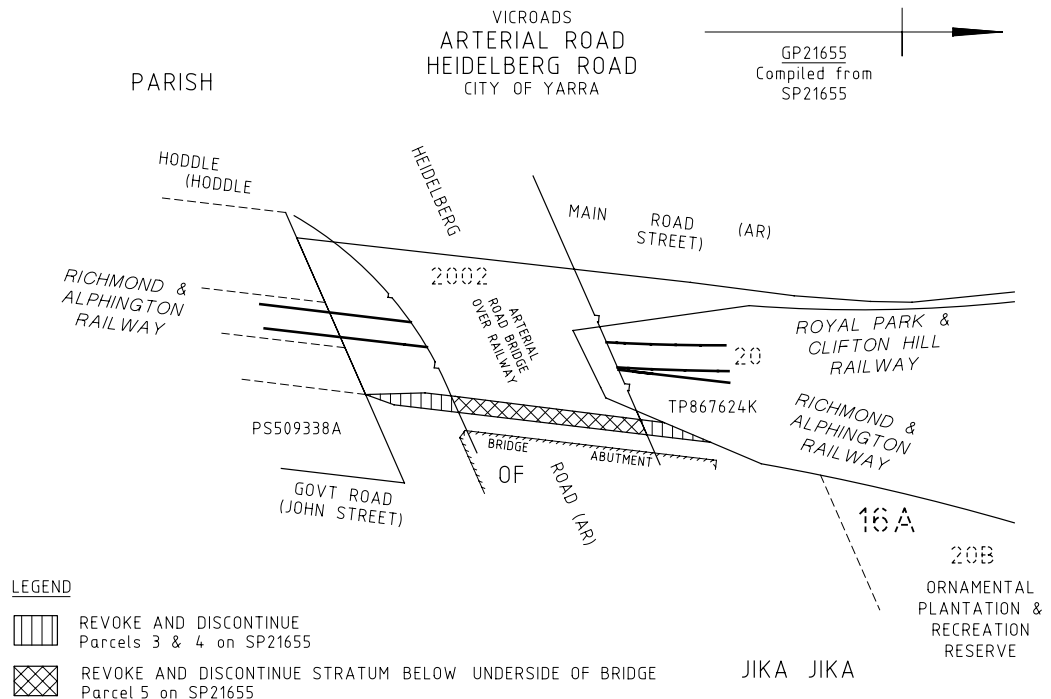 VICROADS
ARTERIAL ROAD
HEIDELBERG ROAD
CITY OF YARRA
GP21655
Compiled from
SP21655
PARISH
HODDLE
(HODDLE
HEIDELBERG
MAIN ROAD (AR)
STREET)
2002
RICHMOND &
ALPHINGTON
RAILWAY
ARTERIAL
ROAD BRIDGE
OVER RAILWAY
ROYAL PARK &
CLIFTON HILL
RAILWAY
20
TP867624K
RICHMOND &
ALPHINGTON
RAILWAY
PS509338A
BRIDGE ABUTMENT
OF
ROAD (AR)
GOVT ROAD
(JOHN STREET)
16A
20B
ORNAMENTAL
PLANTATION &
RECREATION
RESERVE
LEGEND
REVOKE AND DISCONTINUE
Parcels 3 & 4 on SP21655
REVOKE AND DISCONTINUE STRATUM BELOW UNDERSIDE OF BRIDGE
Parcel 5 on SP21655
JIKA JIKA